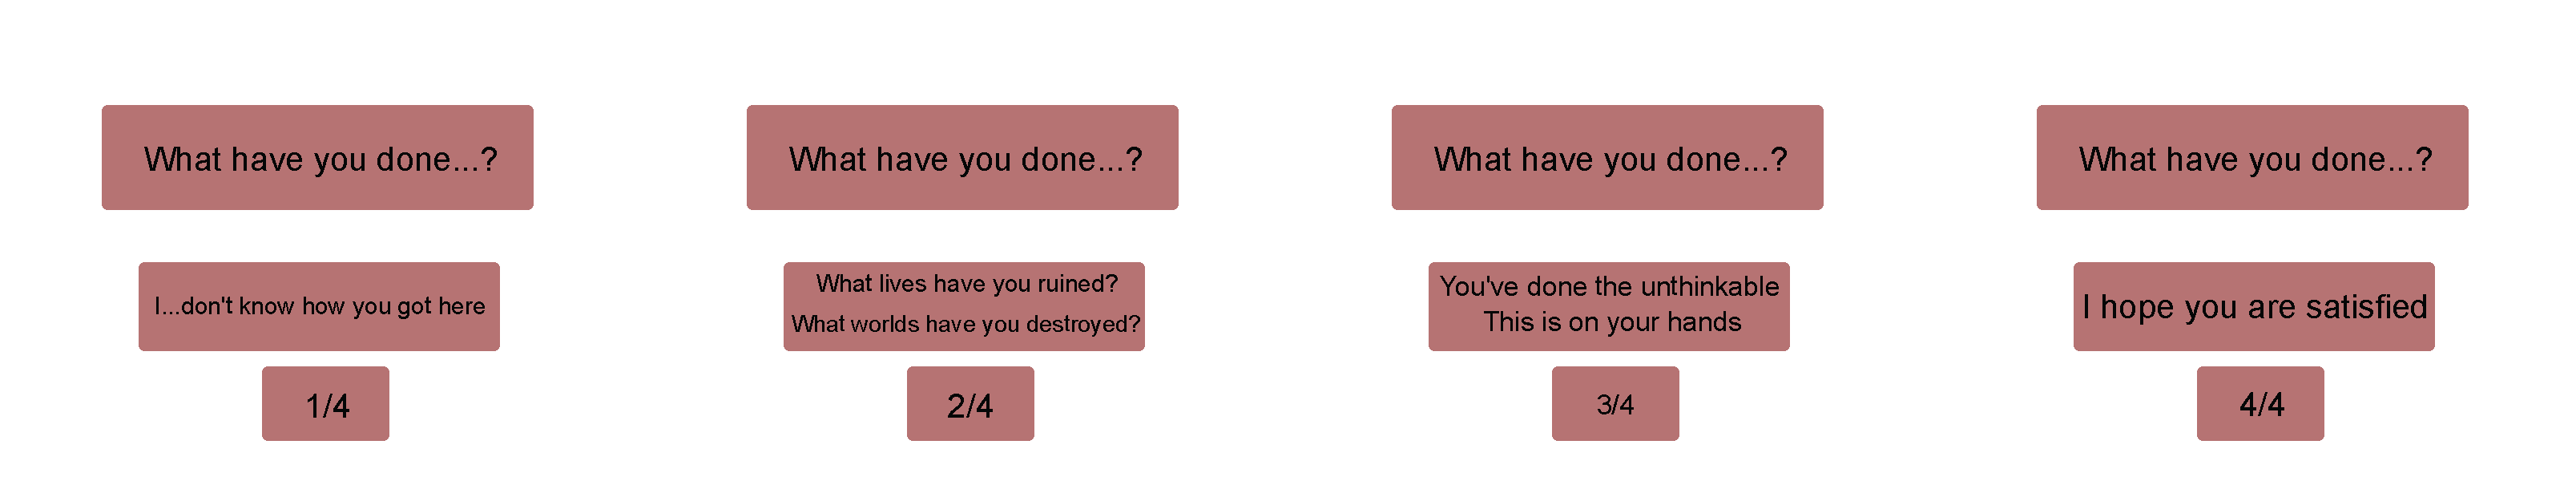 What have you done...?
I...don't know how you got here
1/4
What have you done...?
What lives have you ruined?
What worlds have you destroyed?
2/4
What have you done...?
You've done the unthinkable
This is on your hands
3/4
What have you done...?
I hope you are satisfied
4/4